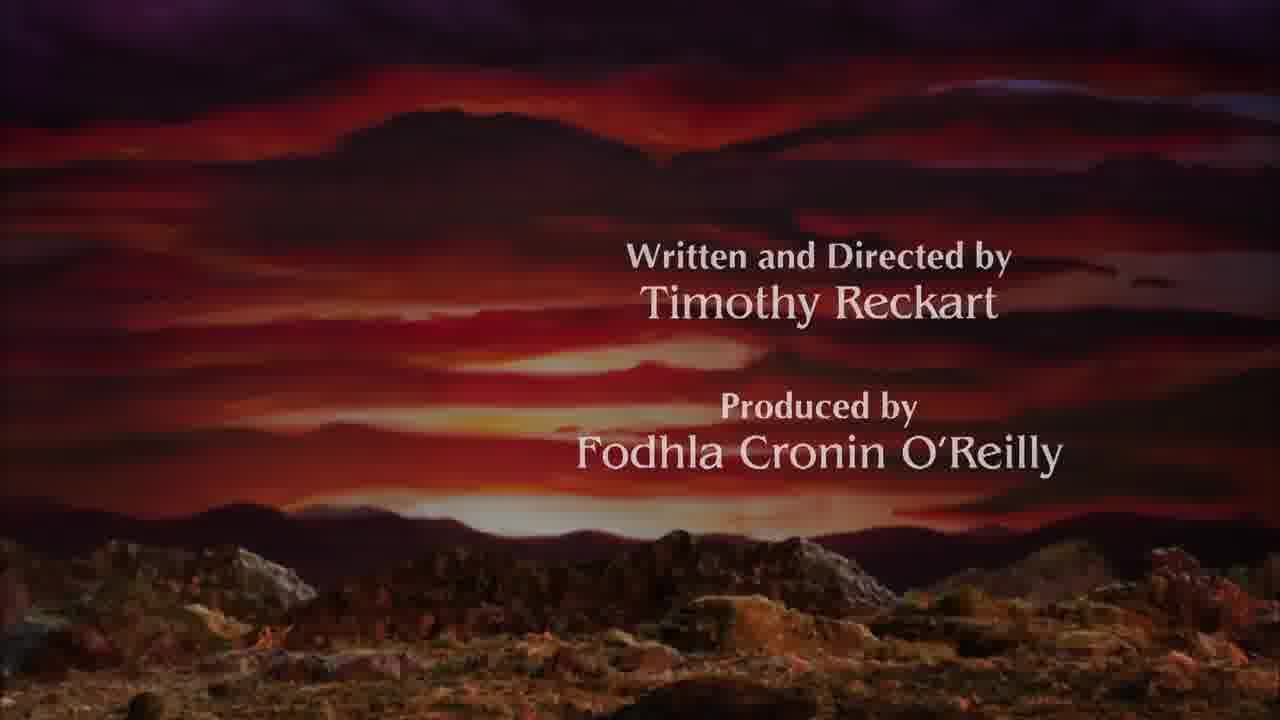 Written and Directed by
Timothy Reckart
Produced by
Fodhla Cronin O'Reilly